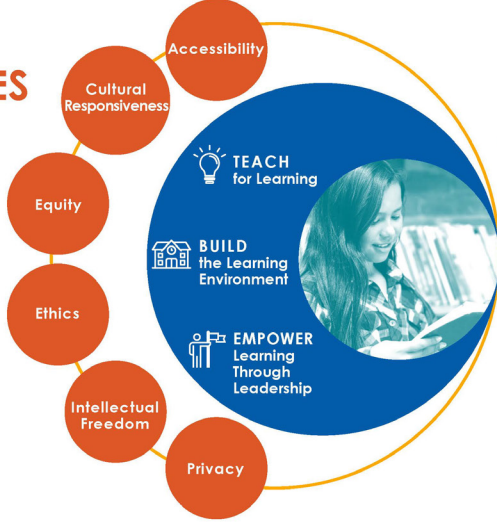 ES
Accessibility
Cultural
Responsiveness
Equity
Ethics
Intellectual
Freedom
Privacy
TEACH
for Learning
BUILD
the Learning
Environment
EMPOWER
Learning
Through
Leadership